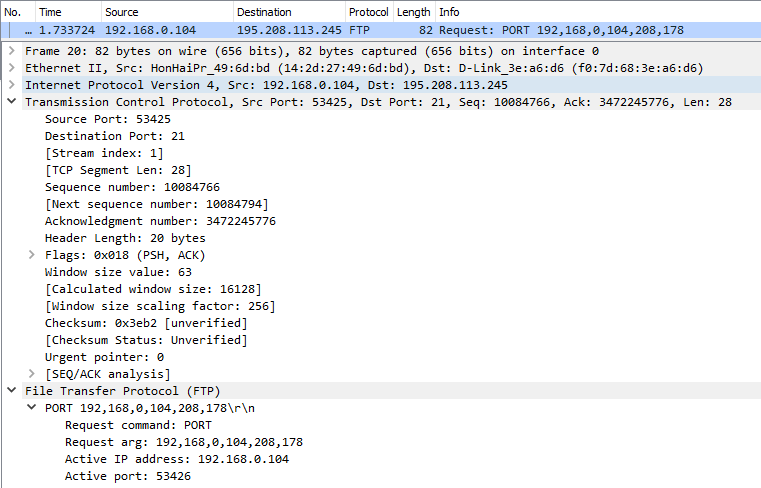 No. Time Source Destination Protocol Length Info
... 1.733724 192.168.0.104 195.208.113.245 FTP 82 Request: PORT 192,168,0,104,208,178
Frame 20: 82 bytes on wire (656 bits), 82 bytes captured (656 bits) on interface 0
Ethernet II, Src: HonHaiPr_49:6d:bd (14:2d:27:49:6d:bd), Dst: D-Link_3e:a6:d6 (f0:7d:68:3e:a6:d6)
Internet Protocol Version 4, Src: 192.168.0.104, Dst: 195.208.113.245
Transmission Control Protocol, Src Port: 53425, Dst Port: 21, Seq: 10084766, Ack: 3472245776, Len: 28
Source Port: 53425
Destination Port: 21
[Stream index: 1]
[TCP Segment Len: 28]
Sequence number: 10084766
[Next sequence number: 10084794]
Acknowledgment number: 3472245776
Header Length: 20 bytes
Flags: 0x018 (PSH, ACK)
Window size value: 63
[Calculated window size: 16128]
[Window size scaling factor: 256]
Checksum: 0x3eb2 [unverified]
[Checksum Status: Unverified]
Urgent pointer: 0
[SEQ/ACK analysis]
File Transfer Protocol (FTP)
PORT 192,168,0,104,208,178\r\n
Request command: PORT
Request arg: 192,168,0,104,208,178
Active IP address: 192.168.0.104
Active port: 53426